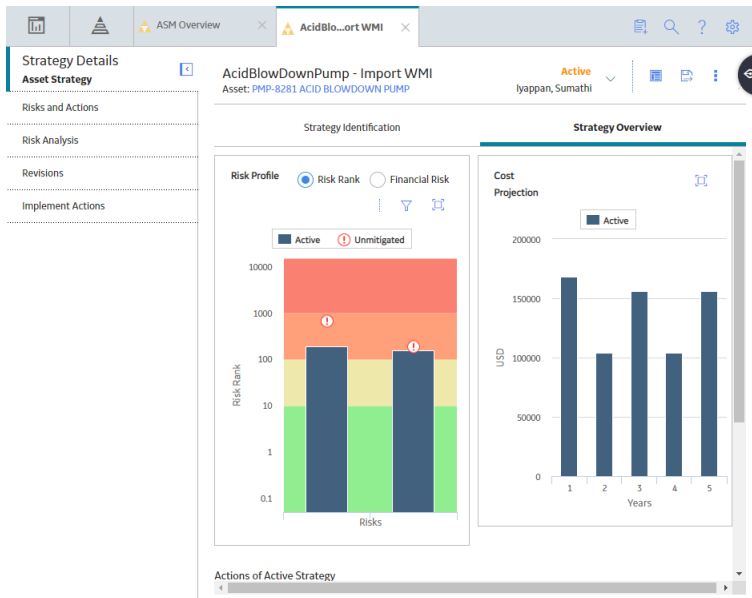 ASM Overview
AcidBlo...ort WMI
Strategy Details
Asset Strategy
Risks and Actions
Risk Analysis
Revisions
Implement Actions
AcidBlowDownPump - Import WMI
Asset: PMP-8281 ACID BLOWDOWN PUMP
Active
Iyappan, Sumathi
Strategy Identification
Strategy Overview
Risk Profile
Risk Rank
Financial Risk
Active
Unmitigated
10000
1000
100
10
1
0.1
Risk Rank
Risks
Cost
Projection
Active
200000
150000
100000
50000
0
USD
1 2 3 4 5
Years
Actions of Active Strategy